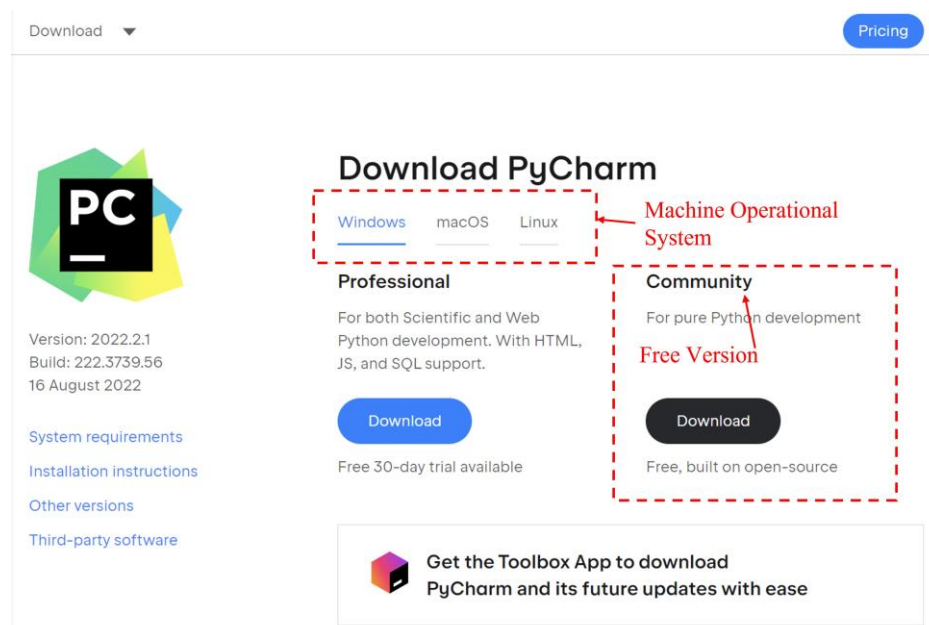 Download
Pricing
PC
Download PyCharm
Windows macOS Linux
Machine Operational
System
Professional
For both Scientific and Web
Python development. With HTML,
JS, and SQL support.
Download
Free 30-day trial available
Community
For pure Python development
Free Version
Download
Free, built on open-source
Version: 2022.2.1
Build: 222.3739.56
16 August 2022
System requirements
Installation instructions
Other versions
Third-party software
Get the Toolbox App to download
PyCharm and its future updates with ease